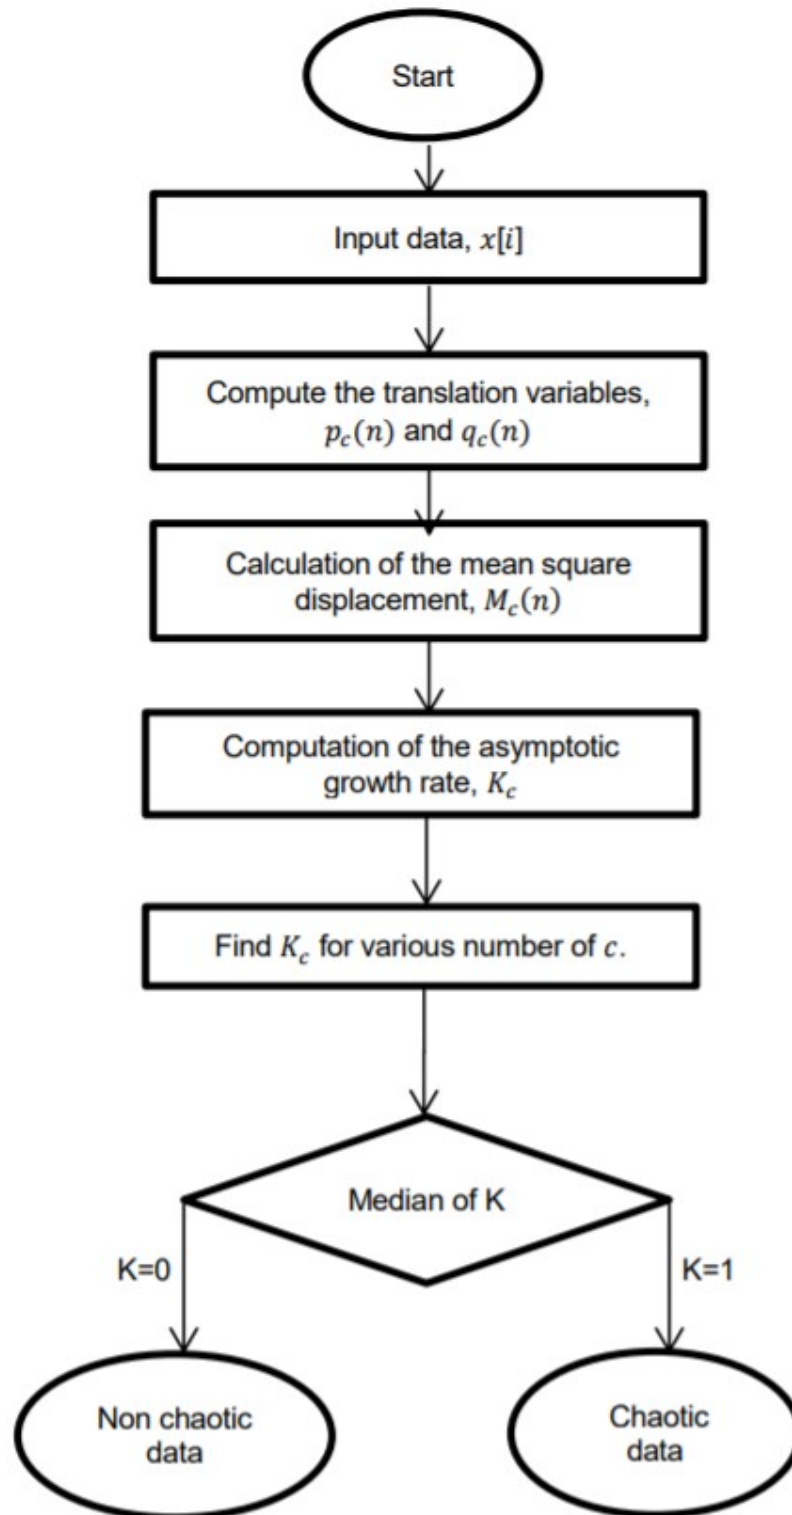 Start
Input data, x[i]
Compute the translation variables,
p_c(n) and q_c(n)
Calculation of the mean square
displacement, M_c(n)
Computation of the asymptotic
growth rate, K_c
Find K_c for various number of c.
Median of K
K=0
K=1
Non chaotic
data
Chaotic
data